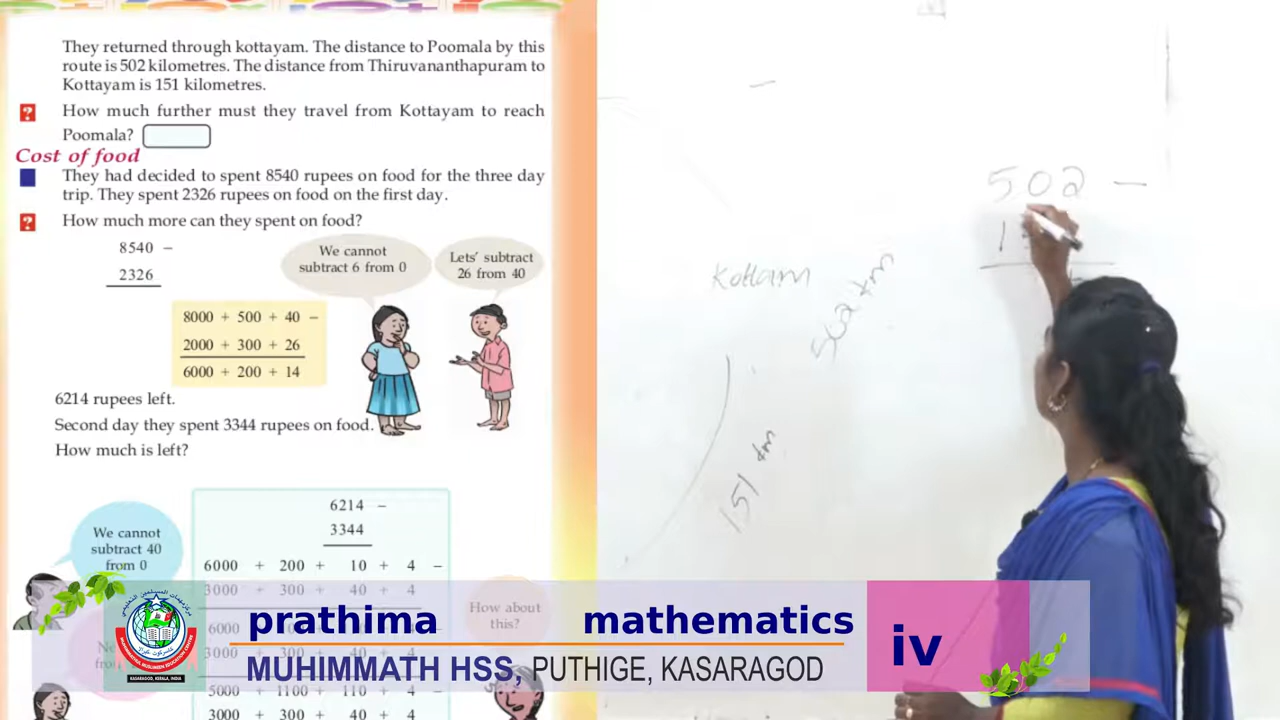 They returned through kottayam. The distance to Poomala by this
route is 502 kilometres. The distance from Thiruvananthapuram to
Kottayam is 151 kilometres.
? How much further must they travel from Kottayam to reach
Poomala?
Cost of food
They had decided to spent 8540 rupees on food for the three day
trip. They spent 2326 rupees on food on the first day.
? How much more can they spent on food?
8540 –
2326
We cannot
subtract 6 from 0
Lets' subtract
26 from 40
8000 + 500 + 40 –
2000 + 300 + 26
6000 + 200 + 14
6214 rupees left.
Second day they spent 3344 rupees on food.
How much is left?
We cannot
subtract 40
from 0
6214 –
3344
6000 + 200 + 10 + 4 –
3000 + 300 + 40 + 4
How about
this?
5000 + 1100 + 110 + 4
3000 + 300 + 40 + 4
502 –
1
Kottam
502 km
151 km
prathima mathematics
iv
MUHIMMATH HSS, PUTHIGE, KASARAGOD